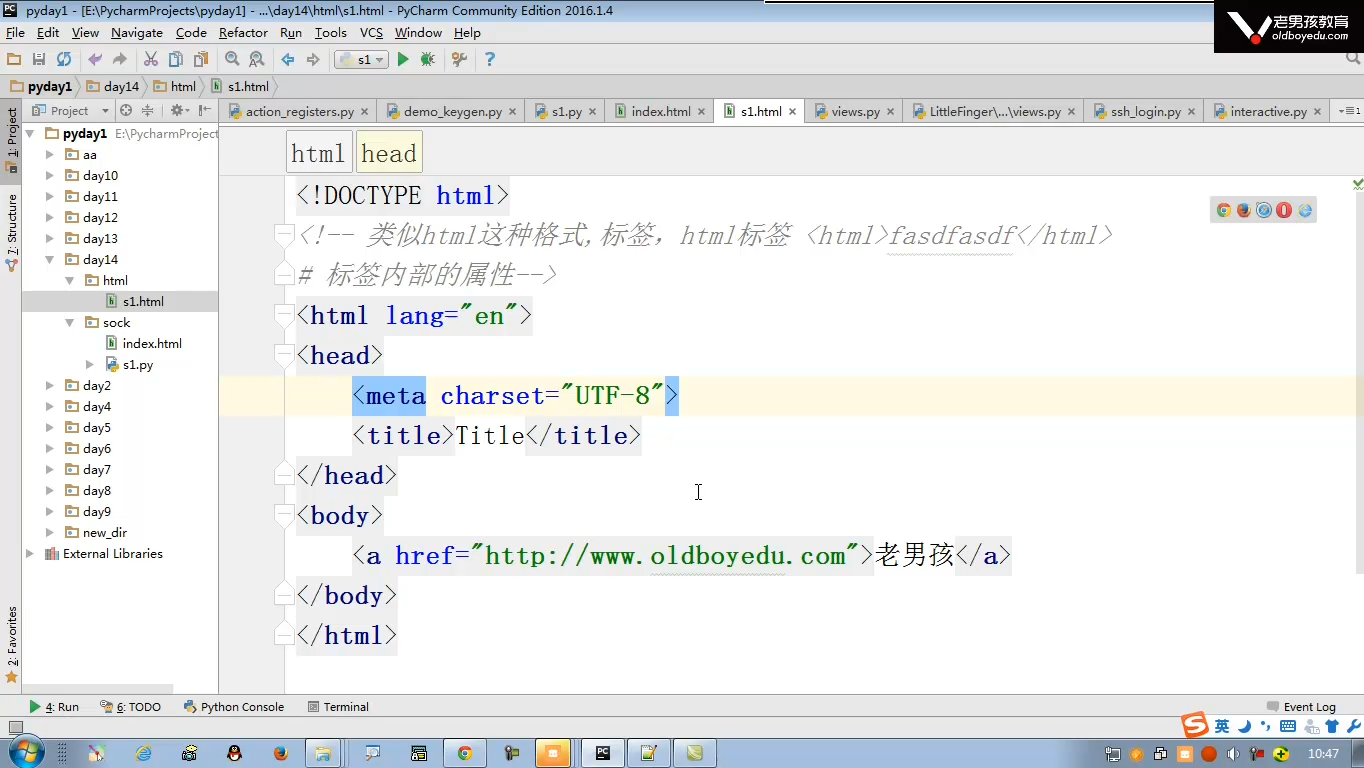 pyday1 - [E:\PycharmProjects\pyday1] - ...\day14\html\s1.html - PyCharm Community Edition 2016.1.4
老男孩教育
oldboyedu.com
File Edit View Navigate Code Refactor Run Tools VCS Window Help
s1
pyday1 day14 html s1.html
Project
action_registers.py demo_keygen.py s1.py index.html s1.html views.py LittleFinger\...\views.py ssh_login.py interactive.py
1: Project
7: Structure
2: Favorites
pyday1 E:\PycharmProject
aa
day10
day11
day12
day13
day14
html
s1.html
sock
index.html
s1.py
day2
day4
day5
day6
day7
day8
day9
new_dir
External Libraries
html head
<!DOCTYPE html>
<!-- 类似html这种格式,标签，html标签 <html>fasdfasdf</html>
# 标签内部的属性-->
<html lang="en">
<head>
<meta charset="UTF-8">
<title>Title</title>
</head>
<body>
<a href="http://www.oldboyedu.com">老男孩</a>
</body>
</html>
4: Run 6: TODO Python Console Terminal Event Log
英
10:47